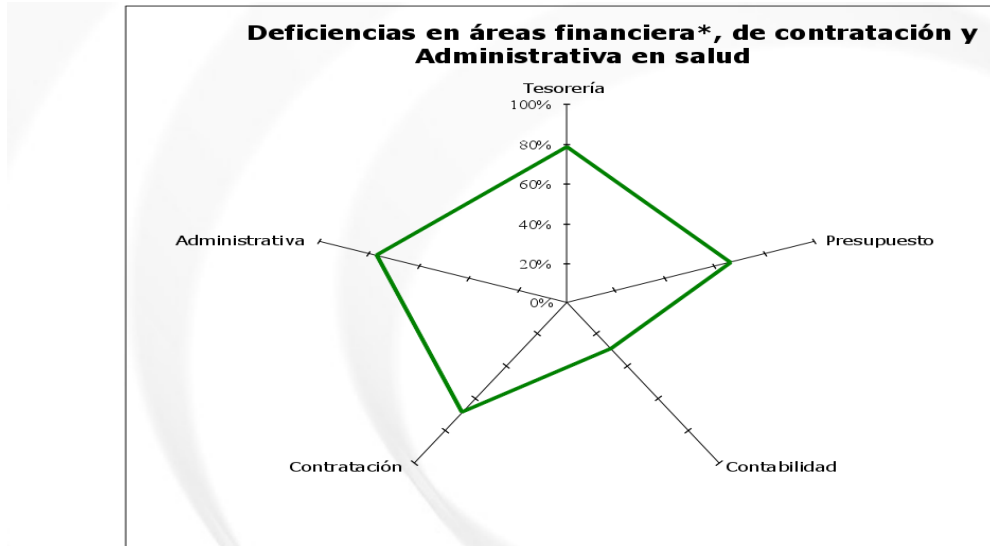 Deficiencias en áreas financiera*, de contratación y
Administrativa en salud
Tesorería
100%
80%
60%
Administrativa
Presupuesto
40%
20%
0%
Contratación
Contabilidad